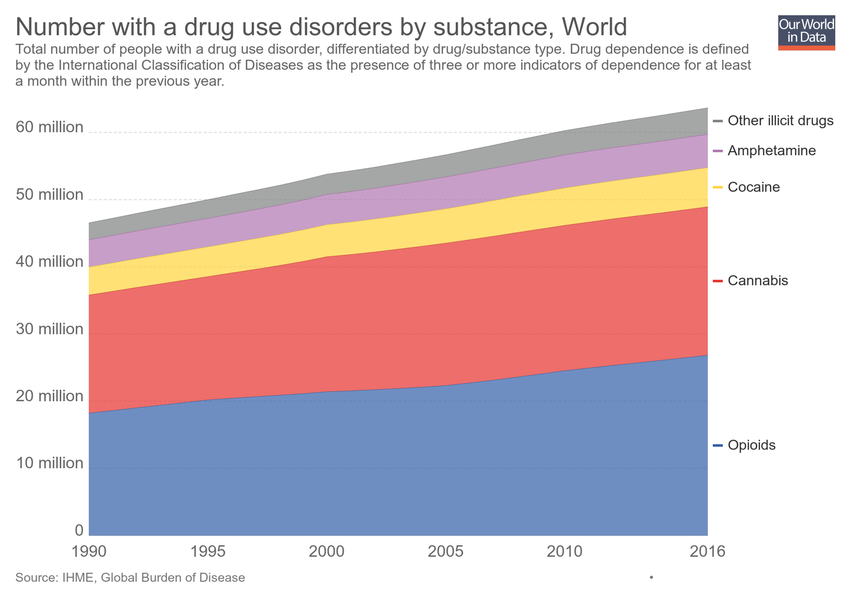 Number with a drug use disorders by substance, World
Our World
in Data
Total number of people with a drug use disorder, differentiated by drug/substance type. Drug dependence is defined
by the International Classification of Diseases as the presence of three or more indicators of dependence for at least
a month within the previous year.
60 million
50 million
40 million
30 million
20 million
10 million
0
1990
1995
2000
2005
2010
2016
Other illicit drugs
Amphetamine
Cocaine
Cannabis
Opioids
Source: IHME, Global Burden of Disease